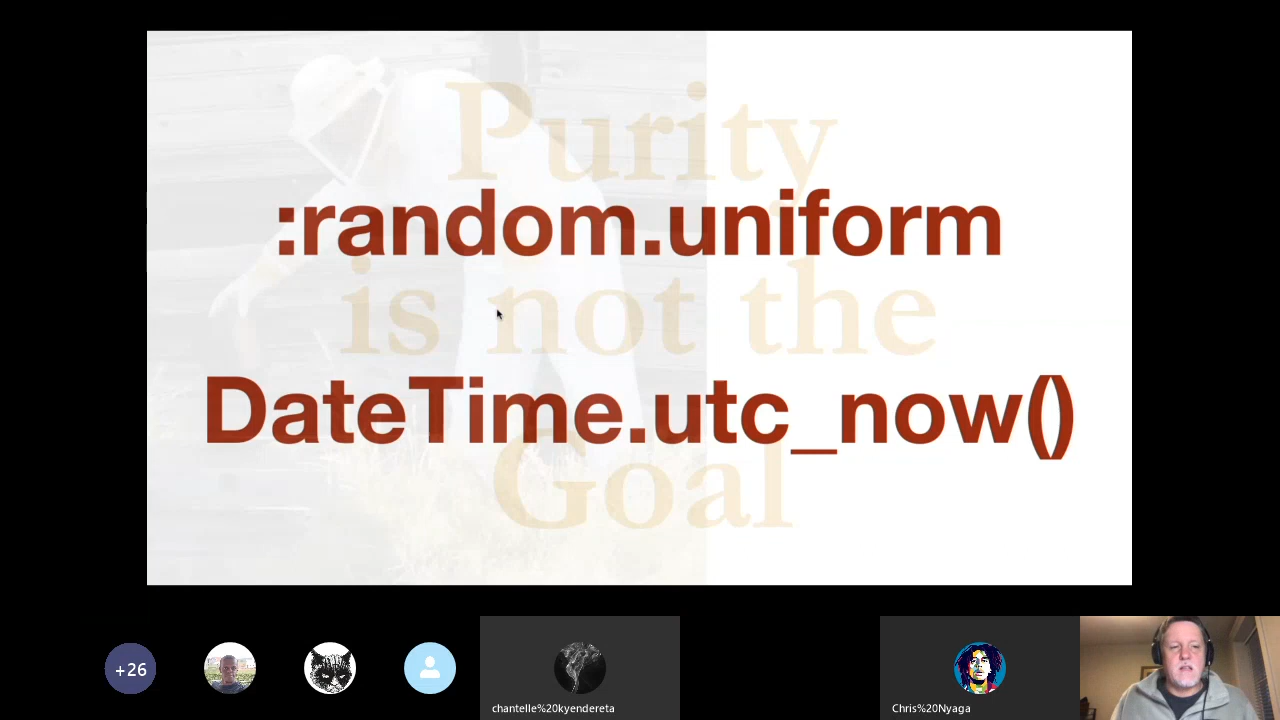 Purity
:random.uniform
is not the
DateTime.utc_now()
Goal
+26
chantelle%20kyendereta
Chris%20Nyaga